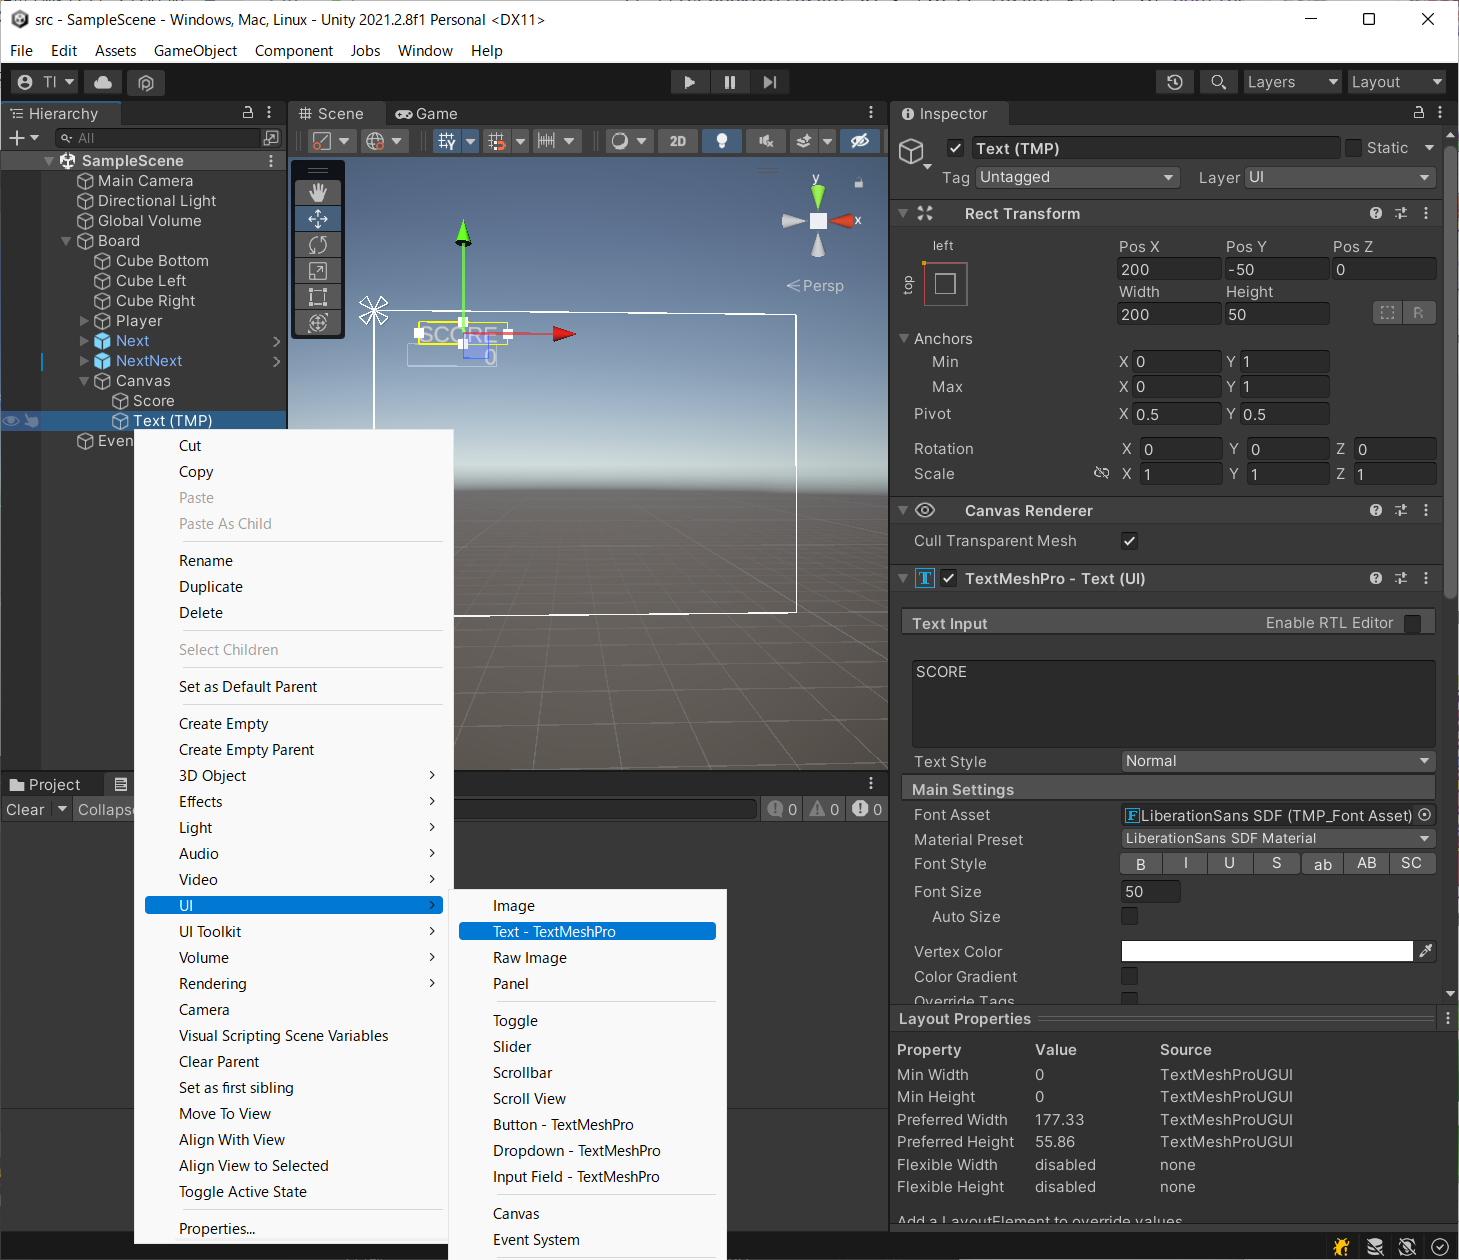 src - SampleScene - Windows, Mac, Linux - Unity 2021.2.8f1 Personal <DX11>
File Edit Assets GameObject Component Jobs Window Help
TI Layers Layout
Hierarchy
All
SampleScene
Main Camera
Directional Light
Global Volume
Board
Cube Bottom
Cube Left
Cube Right
Player
Next
NextNext
Canvas
Score
Text (TMP)
Even
Scene Game
2D
y
x
Persp
SCORE
0
Cut
Copy
Paste
Paste As Child
Rename
Duplicate
Delete
Select Children
Set as Default Parent
Create Empty
Create Empty Parent
3D Object
Effects
Light
Audio
Video
UI
UI Toolkit
Volume
Rendering
Camera
Visual Scripting Scene Variables
Clear Parent
Set as first sibling
Move To View
Align With View
Align View to Selected
Toggle Active State
Properties...
Image
Text - TextMeshPro
Raw Image
Panel
Toggle
Slider
Scrollbar
Scroll View
Button - TextMeshPro
Dropdown - TextMeshPro
Input Field - TextMeshPro
Canvas
Event System
Project
Clear Collapse
0 0 0
Inspector
Text (TMP) Static
Tag Untagged Layer UI
Rect Transform
left
top
Pos X Pos Y Pos Z
200 -50 0
Width Height
200 50
R
Anchors
Min X 0 Y 1
Max X 0 Y 1
Pivot X 0.5 Y 0.5
Rotation X 0 Y 0 Z 0
Scale X 1 Y 1 Z 1
Canvas Renderer
Cull Transparent Mesh
TextMeshPro - Text (UI)
Text Input Enable RTL Editor
SCORE
Text Style Normal
Main Settings
Font Asset LiberationSans SDF (TMP_Font Asset)
Material Preset LiberationSans SDF Material
Font Style B I U S ab AB SC
Font Size 50
Auto Size
Vertex Color
Color Gradient
Override Tags
Layout Properties
Property Value Source
Min Width 0 TextMeshProUGUI
Min Height 0 TextMeshProUGUI
Preferred Width 177.33 TextMeshProUGUI
Preferred Height 55.86 TextMeshProUGUI
Flexible Width disabled none
Flexible Height disabled none
Add a LayoutElement to override values